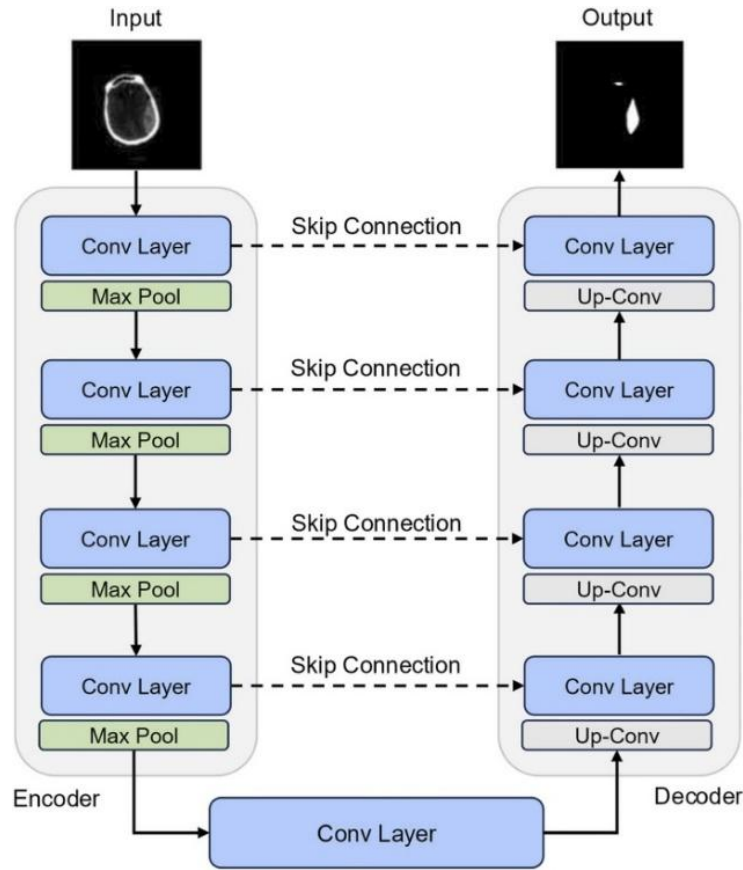 Input
Output
Conv Layer
Skip Connection
Conv Layer
Max Pool
Up-Conv
Conv Layer
Skip Connection
Conv Layer
Max Pool
Up-Conv
Conv Layer
Skip Connection
Conv Layer
Max Pool
Up-Conv
Conv Layer
Skip Connection
Conv Layer
Max Pool
Up-Conv
Encoder
Decoder
Conv Layer